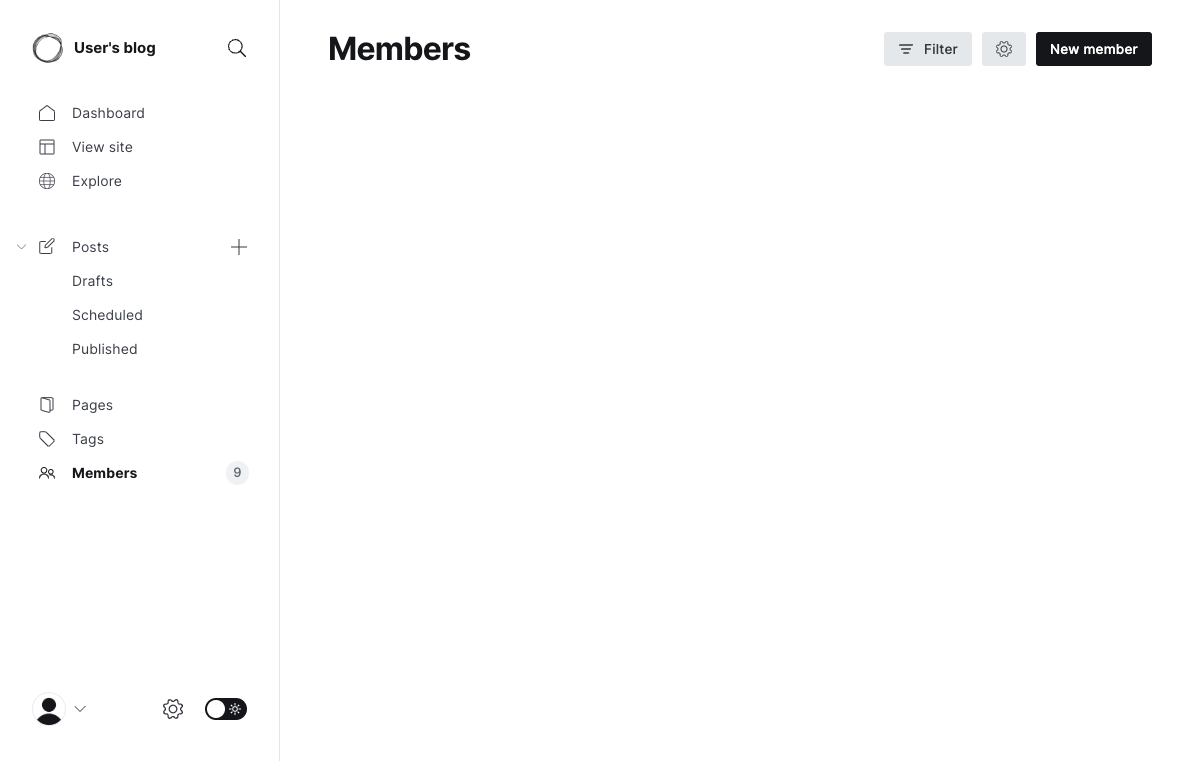 User's blog
Dashboard
View site
Explore
Posts
Drafts
Scheduled
Published
Pages
Tags
Members
9
Members
Filter
New member